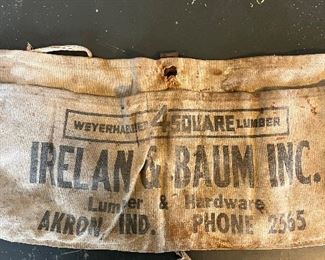 WEYERHAEUSER 4 SQUARE LUMBER
IRELAN & BAUM INC.
Lumber & Hardware
AKRON, IND. PHONE 2565